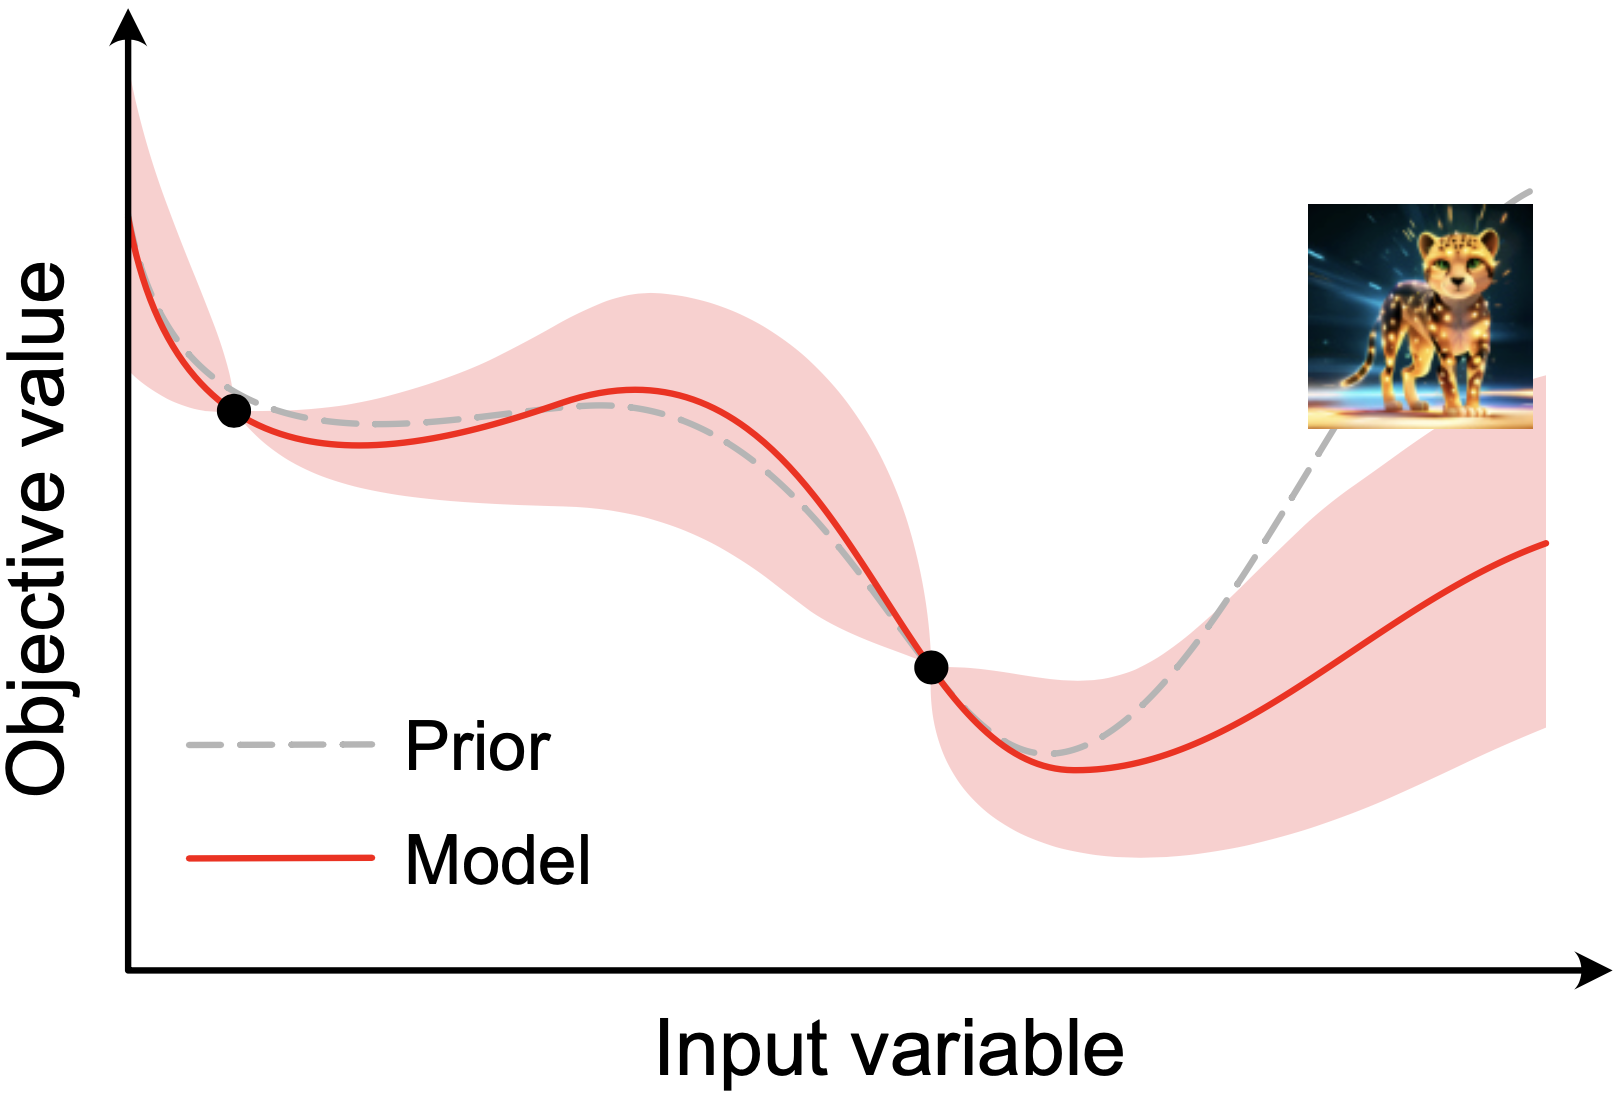 Objective value
Prior
Model
Input variable